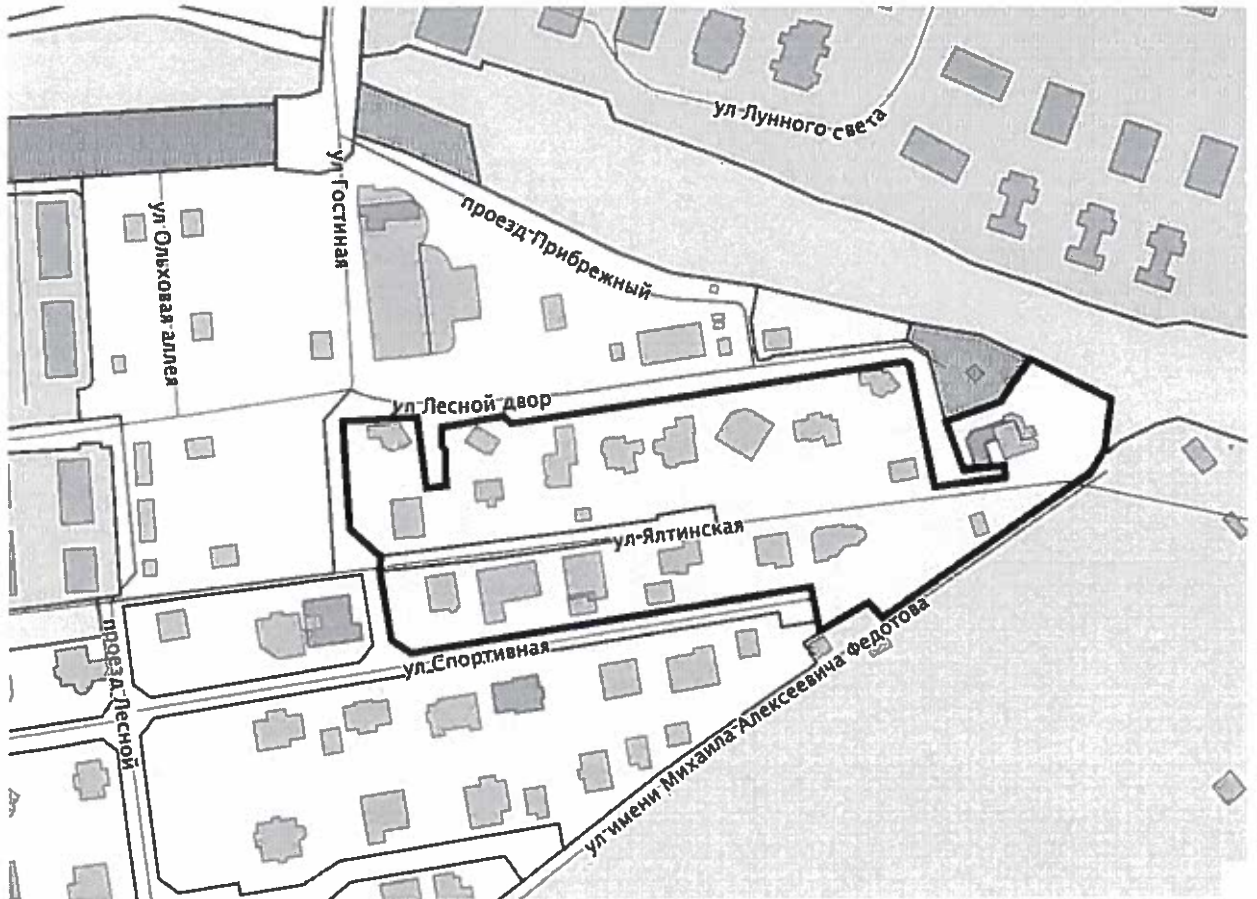 ул Лунного света
ул Гостиная
ул Ольховая аллея
проезд Прибрежный
ул Лесной двор
ул Ялтинская
ул Спортивная
проезд Лесной
ул имени Михаила Алексеевича Федотова